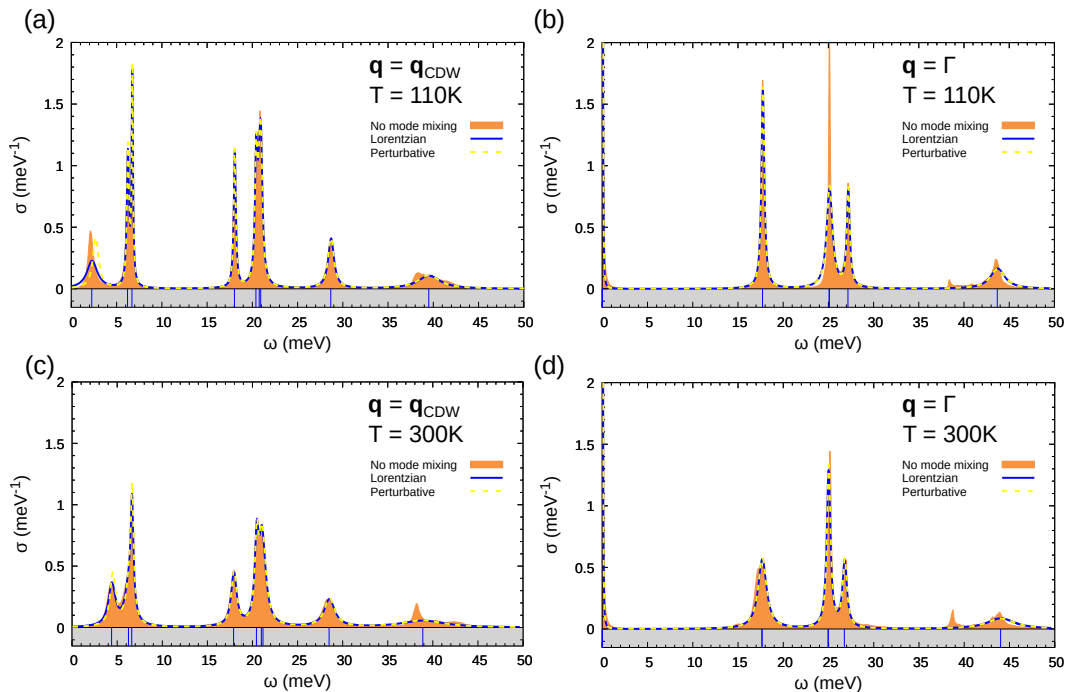 (a)
q = qCDW
T = 110K
No mode mixing
Lorentzian
Perturbative
σ (meV-1)
2
1.5
1
0.5
0
0 5 10 15 20 25 30 35 40 45 50
ω (meV)
(b)
q = Γ
T = 110K
No mode mixing
Lorentzian
Perturbative
σ (meV-1)
2
1.5
1
0.5
0
0 5 10 15 20 25 30 35 40 45 50
ω (meV)
(c)
q = qCDW
T = 300K
No mode mixing
Lorentzian
Perturbative
σ (meV-1)
2
1.5
1
0.5
0
0 5 10 15 20 25 30 35 40 45 50
ω (meV)
(d)
q = Γ
T = 300K
No mode mixing
Lorentzian
Perturbative
σ (meV-1)
2
1.5
1
0.5
0
0 5 10 15 20 25 30 35 40 45 50
ω (meV)